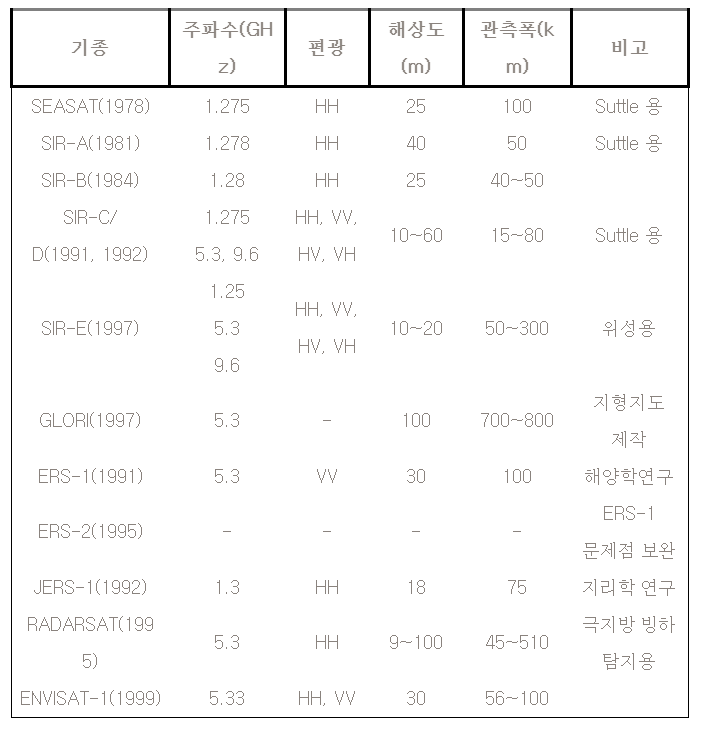 기종 주파수(GHz) 편광 해상도(m) 관측폭(km) 비고
SEASAT(1978) 1.275 HH 25 100 Suttle 용
SIR-A(1981) 1.278 HH 40 50 Suttle 용
SIR-B(1984) 1.28 HH 25 40~50
SIR-C/D(1991, 1992) 1.275 5.3, 9.6 HH, VV, HV, VH 10~60 15~80 Suttle 용
SIR-E(1997) 1.25 5.3 9.6 HH, VV, HV, VH 10~20 50~300 위성용
GLORI(1997) 5.3 - 100 700~800 지형지도 제작
ERS-1(1991) 5.3 VV 30 100 해양학연구
ERS-2(1995) - - - - ERS-1 문제점 보완
JERS-1(1992) 1.3 HH 18 75 지리학 연구
RADARSAT(1995) 5.3 HH 9~100 45~510 극지방 빙하 탐지용
ENVISAT-1(1999) 5.33 HH, VV 30 56~100